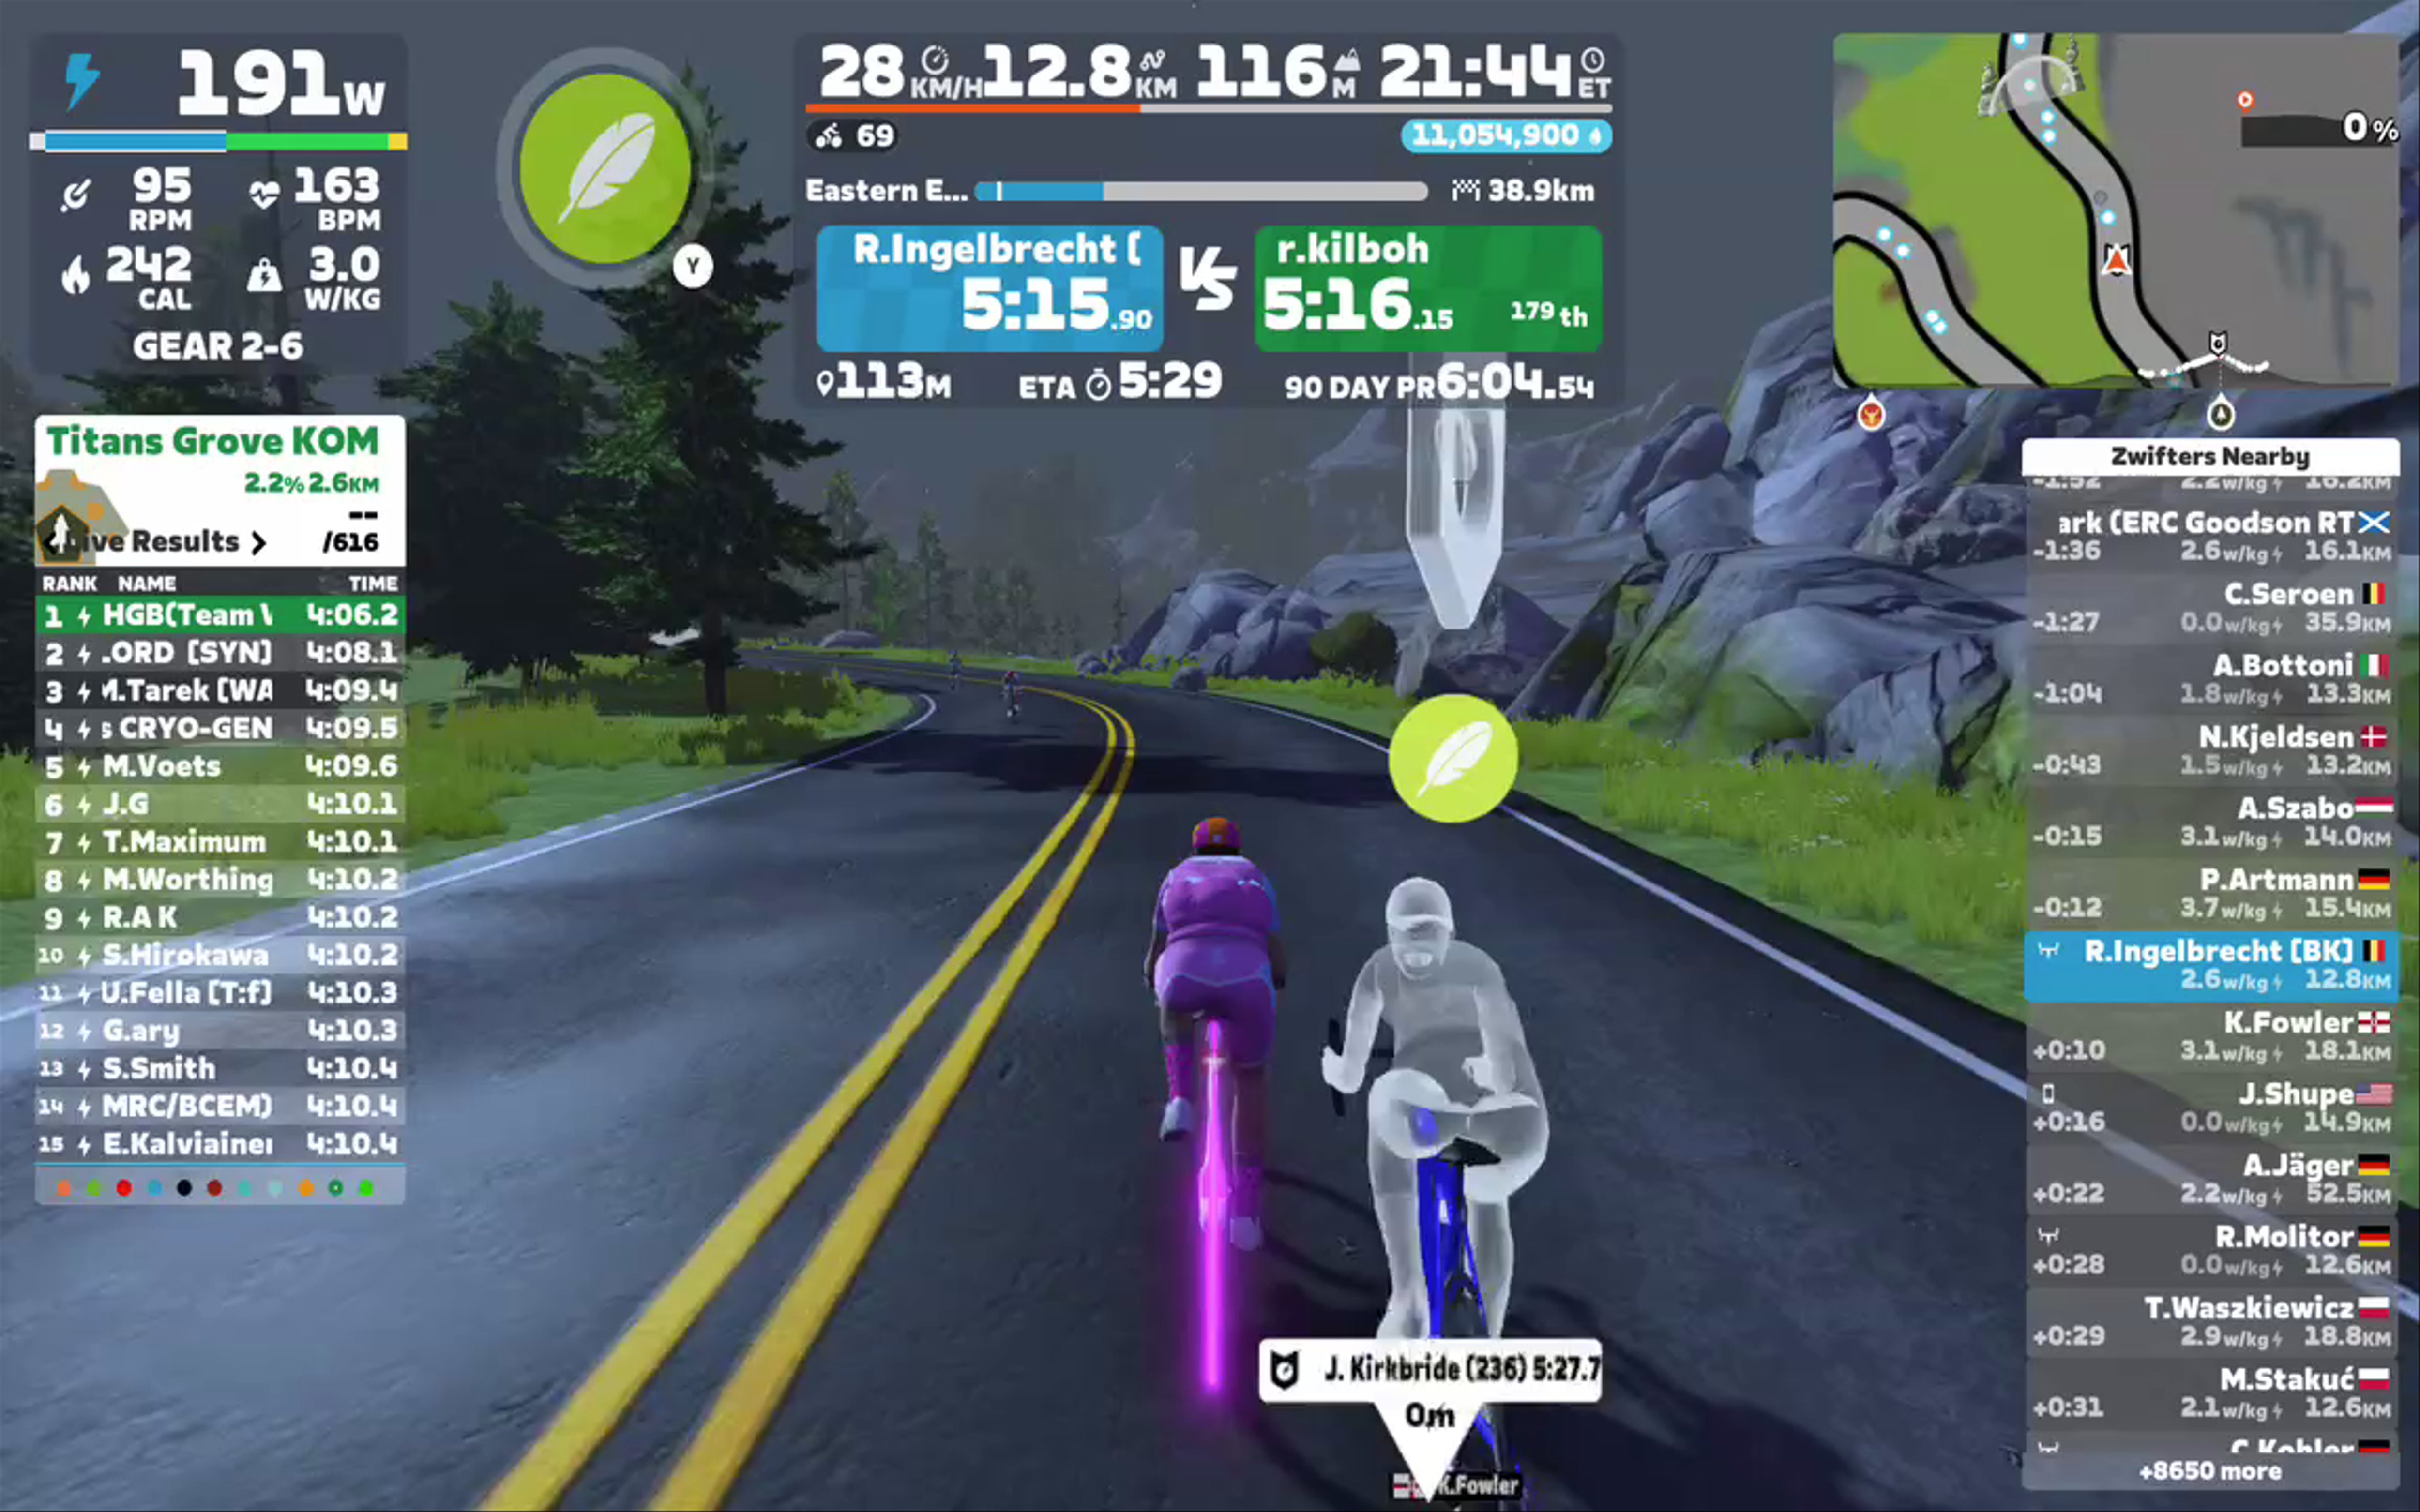 191w
95 RPM
163 BPM
242 CAL
3.0 W/KG
GEAR 2-6
Y
28 KM/H 12.8 KM 116 M 21:44 ET
69
11,054,900
Eastern E... 38.9km
R.Ingelbrecht [
5:15.90
VS
r.kilboh
5:16.15 179th
113M ETA 5:29 90 DAY PR 6:04.54
0%
Titans Grove KOM
2.2% 2.6KM
--
Live Results /616
RANK NAME TIME
1 HGB(Team 4:06.2
2 .ORD [SYN] 4:08.1
3 M.Tarek [WA 4:09.4
4 s CRYO-GEN 4:09.5
5 M.Voets 4:09.6
6 J.G 4:10.1
7 T.Maximum 4:10.1
8 M.Worthing 4:10.2
9 R.A K 4:10.2
10 S.Hirokawa 4:10.2
11 U.Fella [T:f] 4:10.3
12 G.ary 4:10.3
13 S.Smith 4:10.4
14 MRC/BCEM) 4:10.4
15 E.Kalviainer 4:10.4
Zwifters Nearby
-1:52 2.2w/kg 16.2KM
ark (ERC Goodson RT
-1:36 2.6w/kg 16.1KM
C.Seroen
-1:27 0.0w/kg 35.9KM
A.Bottoni
-1:04 1.8w/kg 13.3KM
N.Kjeldsen
-0:43 1.5w/kg 13.2KM
A.Szabo
-0:15 3.1w/kg 14.0KM
P.Artmann
-0:12 3.7w/kg 15.4KM
R.Ingelbrecht [BK]
2.6w/kg 12.8KM
K.Fowler
+0:10 3.1w/kg 18.1KM
J.Shupe
+0:16 0.0w/kg 14.9KM
A.Jäger
+0:22 2.2w/kg 52.5KM
R.Molitor
+0:28 0.0w/kg 12.6KM
T.Waszkiewicz
+0:29 2.9w/kg 18.8KM
M.Stakuć
+0:31 2.1w/kg 12.6KM
C.Kohler
+8650 more
J. Kirkbride (236) 5:27.7
0m
K.Fowler